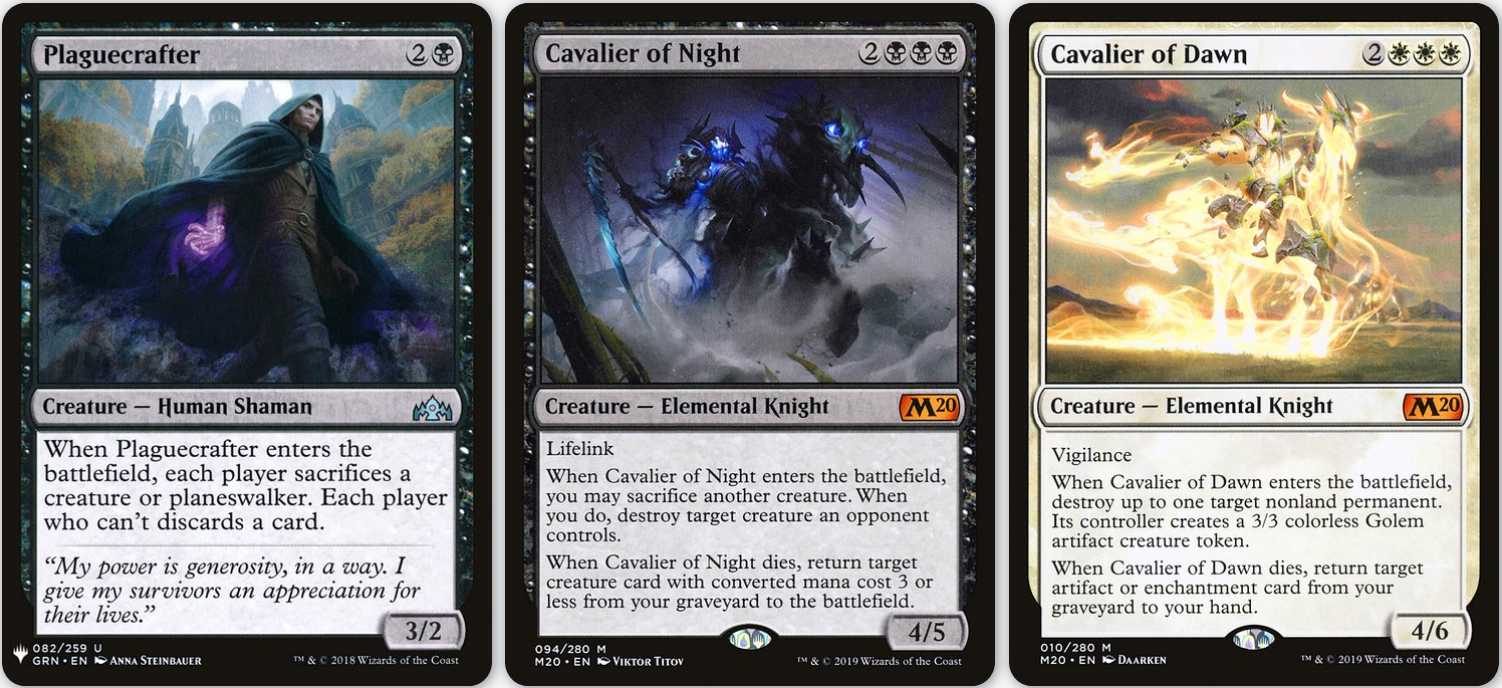 Plaguecrafter 2
Creature — Human Shaman
When Plaguecrafter enters the
battlefield, each player sacrifices a
creature or planeswalker. Each player
who can't discards a card.
"My power is generosity, in a way. I
give my survivors an appreciation for
their lives."
3/2
082/259 U
GRN • EN Anna Steinbauer ™ & © 2018 Wizards of the Coast
Cavalier of Night 2
Creature — Elemental Knight M20
Lifelink
When Cavalier of Night enters the battlefield,
you may sacrifice another creature. When
you do, destroy target creature an opponent
controls.
When Cavalier of Night dies, return target
creature card with converted mana cost 3 or
less from your graveyard to the battlefield.
4/5
094/280 M
M20 • EN Viktor Titov ™ & © 2019 Wizards of the Coast
Cavalier of Dawn 2
Creature — Elemental Knight M20
Vigilance
When Cavalier of Dawn enters the battlefield,
destroy up to one target nonland permanent.
Its controller creates a 3/3 colorless Golem
artifact creature token.
When Cavalier of Dawn dies, return target
artifact or enchantment card from your
graveyard to your hand.
4/6
010/280 M
M20 • EN Daarken ™ & © 2019 Wizards of the Coast